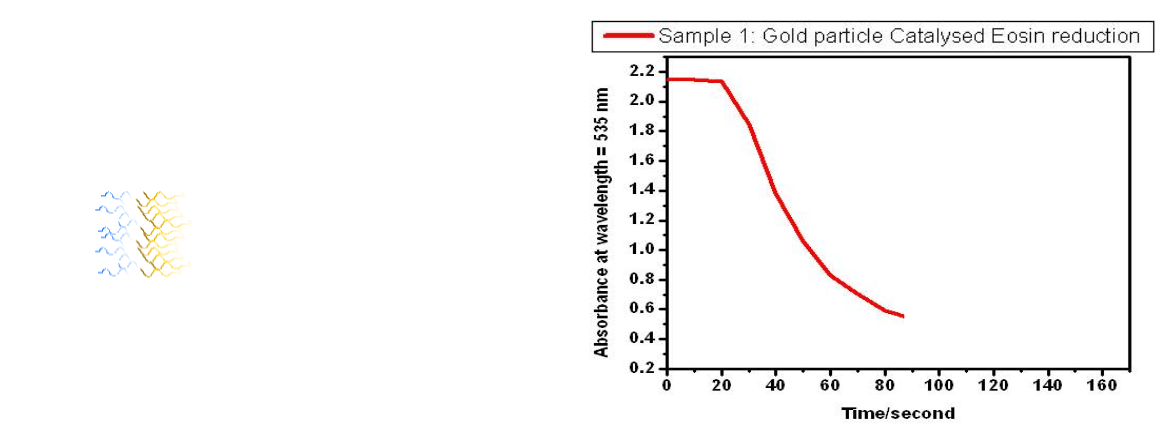 Sample 1: Gold particle Catalysed Eosin reduction
Absorbance at wavelength = 535 nm
2.2
2.0
1.8
1.6
1.4
1.2
1.0
0.8
0.6
0.4
0.2
0 20 40 60 80 100 120 140 160
Time/second